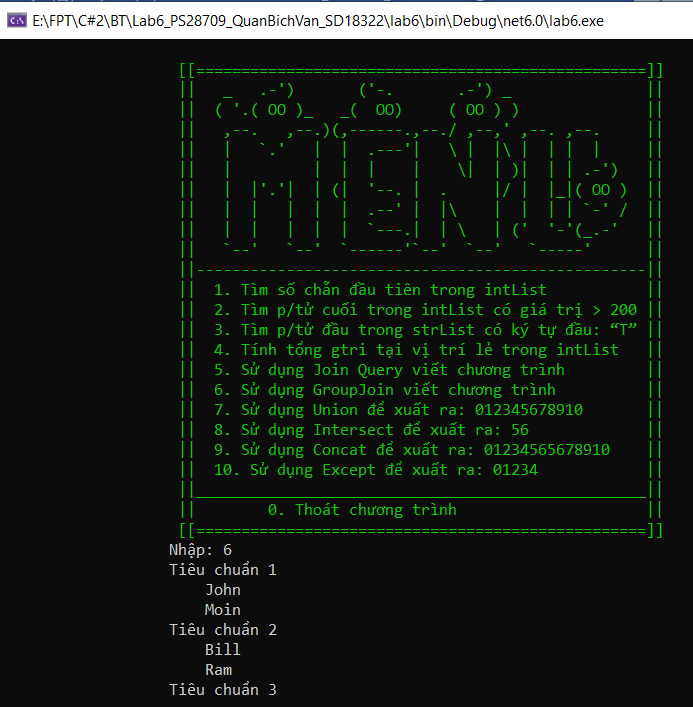 E:\FPT\C#2\BT\Lab6_PS28709_QuanBichVan_SD18322\lab6\bin\Debug\net6.0\lab6.exe
MENU
1. Tìm số chẵn đầu tiên trong intList
2. Tìm p/tử cuối trong intList có giá trị > 200
3. Tìm p/tử đầu trong strList có ký tự đầu: “T”
4. Tính tổng gtri tại vị trí lẻ trong intList
5. Sử dụng Join Query viết chương trình
6. Sử dụng GroupJoin viết chương trình
7. Sử dụng Union để xuất ra: 012345678910
8. Sử dụng Intersect để xuất ra: 56
9. Sử dụng Concat để xuất ra: 01234565678910
10. Sử dụng Except để xuất ra: 01234
0. Thoát chương trình
Nhập: 6
Tiêu chuẩn 1
John
Moin
Tiêu chuẩn 2
Bill
Ram
Tiêu chuẩn 3